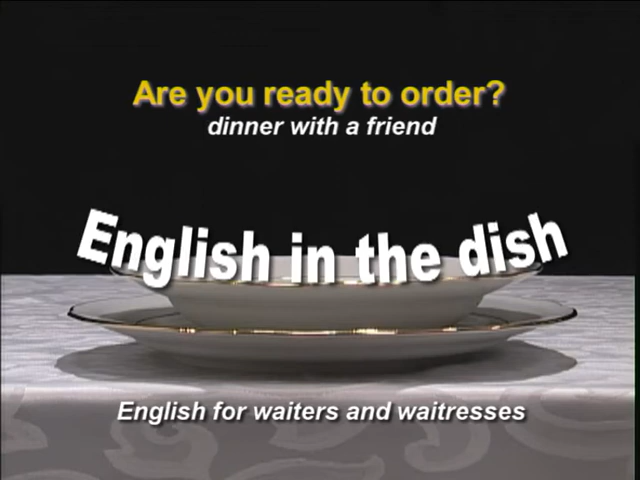 Are you ready to order?
dinner with a friend
English in the dish
English for waiters and waitresses